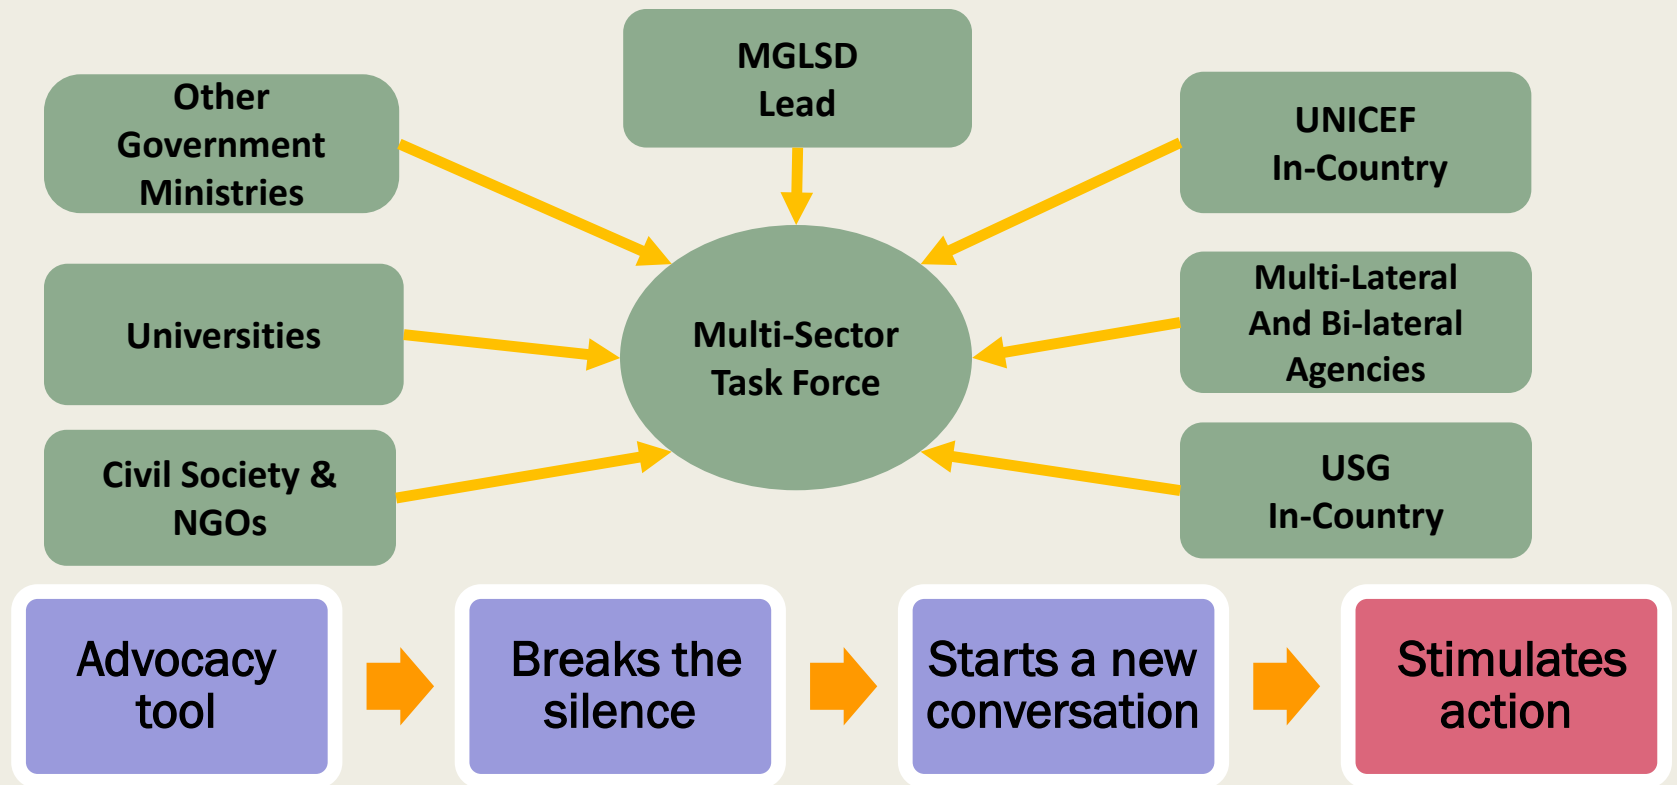 MGLSD
Lead
Other
Government
Ministries
UNICEF
In-Country
Universities
Multi-Sector
Task Force
Multi-Lateral
And Bi-lateral
Agencies
Civil Society &
NGOs
USG
In-Country
Advocacy
tool
Breaks the
silence
Starts a new
conversation
Stimulates
action